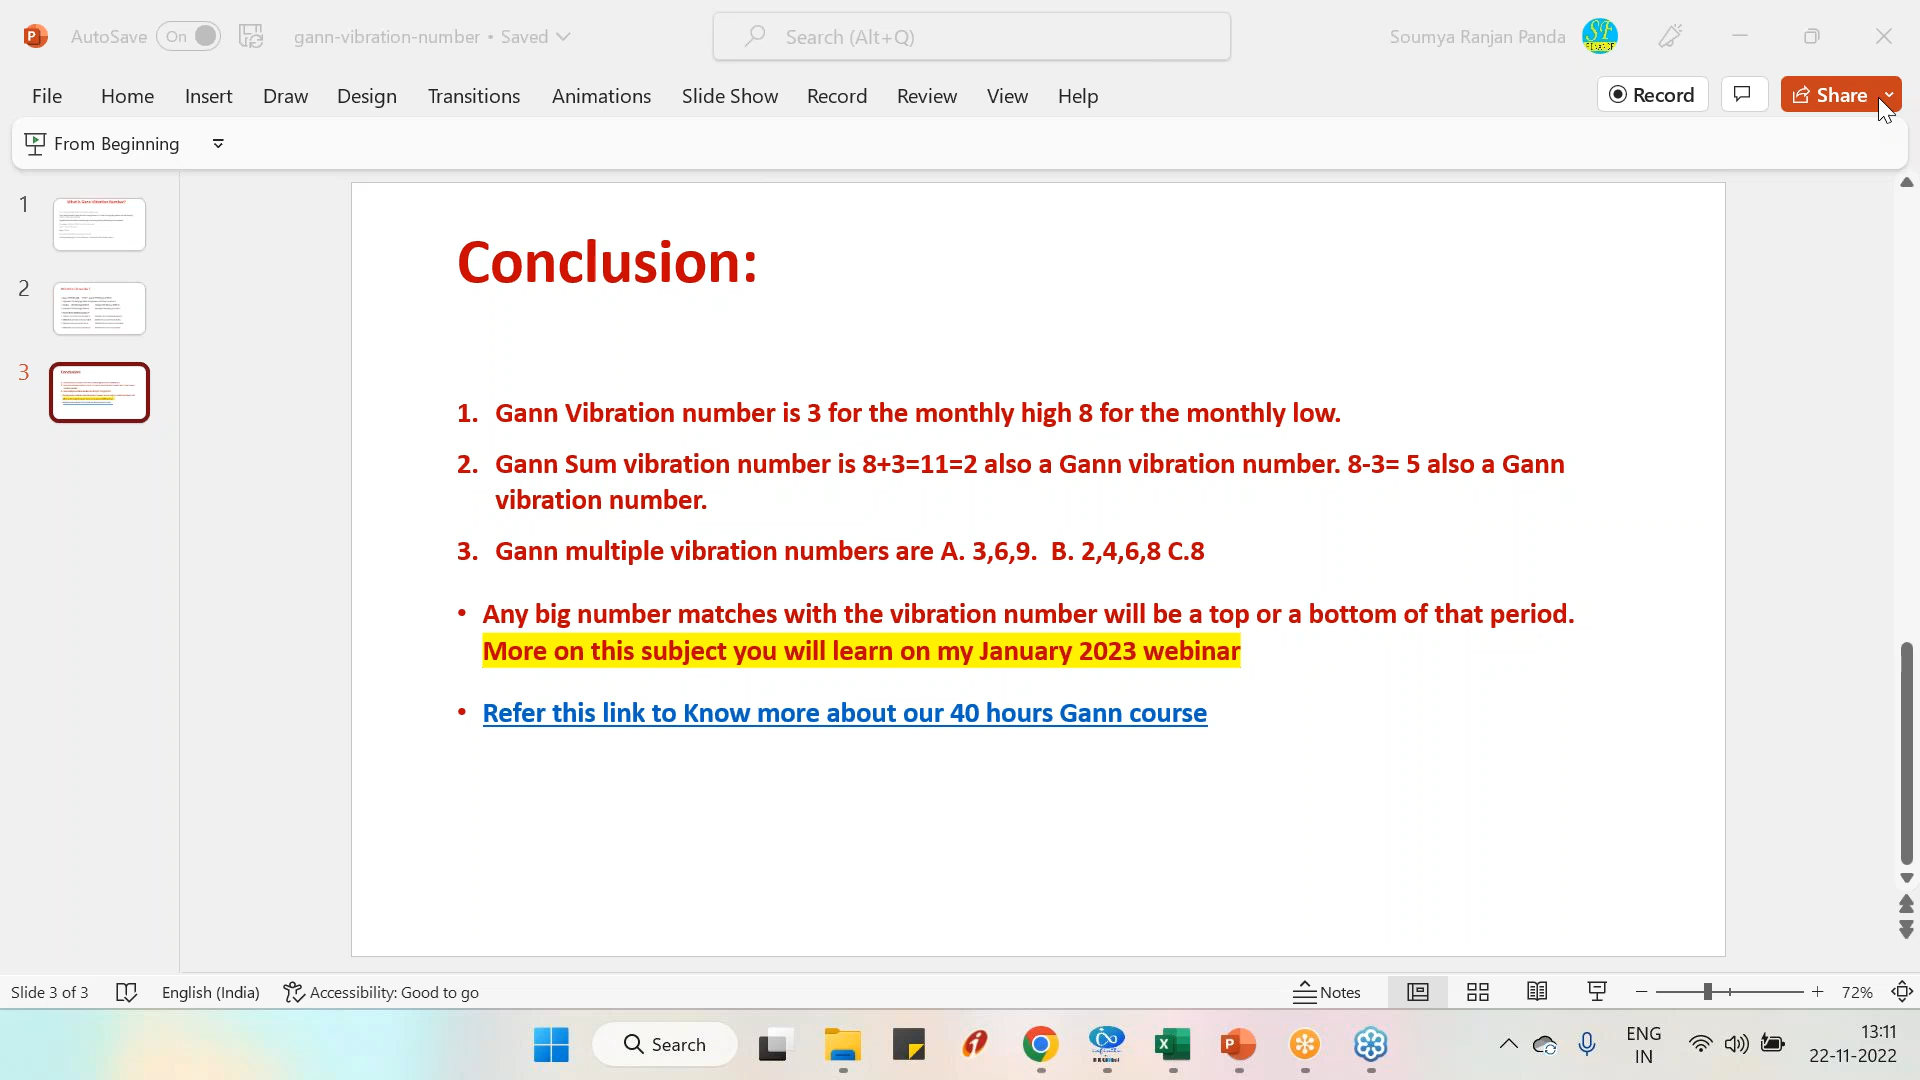 AutoSave On gann-vibration-number • Saved Search (Alt+Q) Soumya Ranjan Panda
File Home Insert Draw Design Transitions Animations Slide Show Record Review View Help Record Share
From Beginning
1
2
3
Conclusion:
1. Gann Vibration number is 3 for the monthly high 8 for the monthly low.
2. Gann Sum vibration number is 8+3=11=2 also a Gann vibration number. 8-3= 5 also a Gann
vibration number.
3. Gann multiple vibration numbers are A. 3,6,9. B. 2,4,6,8 C.8
• Any big number matches with the vibration number will be a top or a bottom of that period.
More on this subject you will learn on my January 2023 webinar
• Refer this link to Know more about our 40 hours Gann course
Slide 3 of 3 English (India) Accessibility: Good to go Notes 72%
Search ENG 13:11
IN 22-11-2022